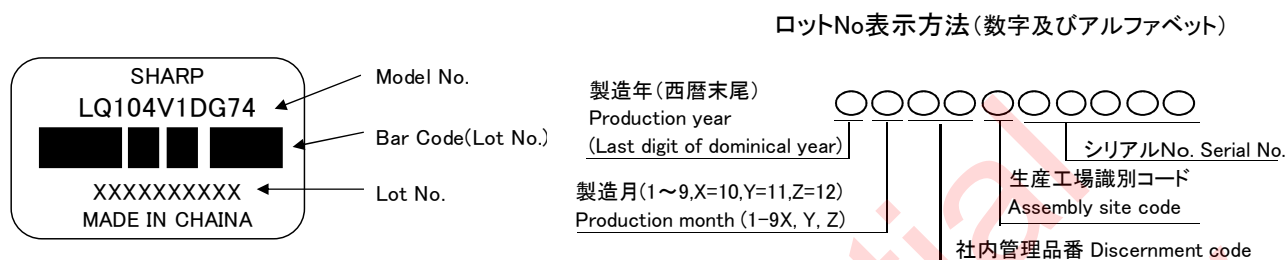 ロットNo表示方法(数字及びアルファベット)
SHARP
LQ104V1DG74
XXXXXXXXXX
MADE IN CHAINA
Model No.
Bar Code(Lot No.)
Lot No.
製造年(西暦末尾)
Production year
(Last digit of dominical year)
製造月(1～9,X=10,Y=11,Z=12)
Production month (1-9X, Y, Z)
シリアルNo. Serial No.
生産工場識別コード
Assembly site code
社内管理品番 Discernment code